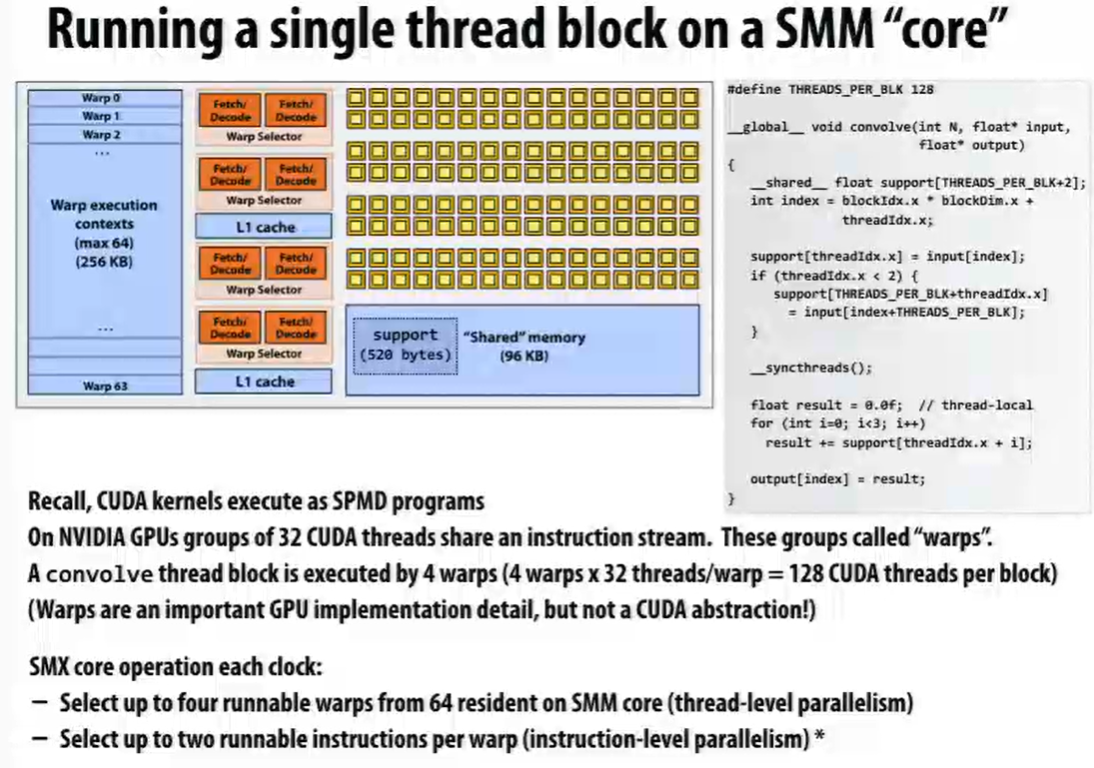 Running a single thread block on a SMM “core”
Warp 0
Warp 1
Warp 2
...
Warp execution
contexts
(max 64)
(256 KB)
...
Warp 63
Fetch/
Decode
Fetch/
Decode
Warp Selector
Fetch/
Decode
Fetch/
Decode
Warp Selector
L1 cache
Fetch/
Decode
Fetch/
Decode
Warp Selector
Fetch/
Decode
Fetch/
Decode
Warp Selector
L1 cache
support
(520 bytes)
“Shared” memory
(96 KB)
#define THREADS_PER_BLK 128
__global__ void convolve(int N, float* input,
float* output)
{
__shared__ float support[THREADS_PER_BLK+2];
int index = blockIdx.x * blockDim.x +
threadIdx.x;
support[threadIdx.x] = input[index];
if (threadIdx.x < 2) {
support[THREADS_PER_BLK+threadIdx.x]
= input[index+THREADS_PER_BLK];
}
__syncthreads();
float result = 0.0f; // thread-local
for (int i=0; i<3; i++)
result += support[threadIdx.x + i];
output[index] = result;
}
Recall, CUDA kernels execute as SPMD programs
On NVIDIA GPUs groups of 32 CUDA threads share an instruction stream. These groups called “warps”.
A convolve thread block is executed by 4 warps (4 warps x 32 threads/warp = 128 CUDA threads per block)
(Warps are an important GPU implementation detail, but not a CUDA abstraction!)
SMX core operation each clock:
– Select up to four runnable warps from 64 resident on SMM core (thread-level parallelism)
– Select up to two runnable instructions per warp (instruction-level parallelism) *